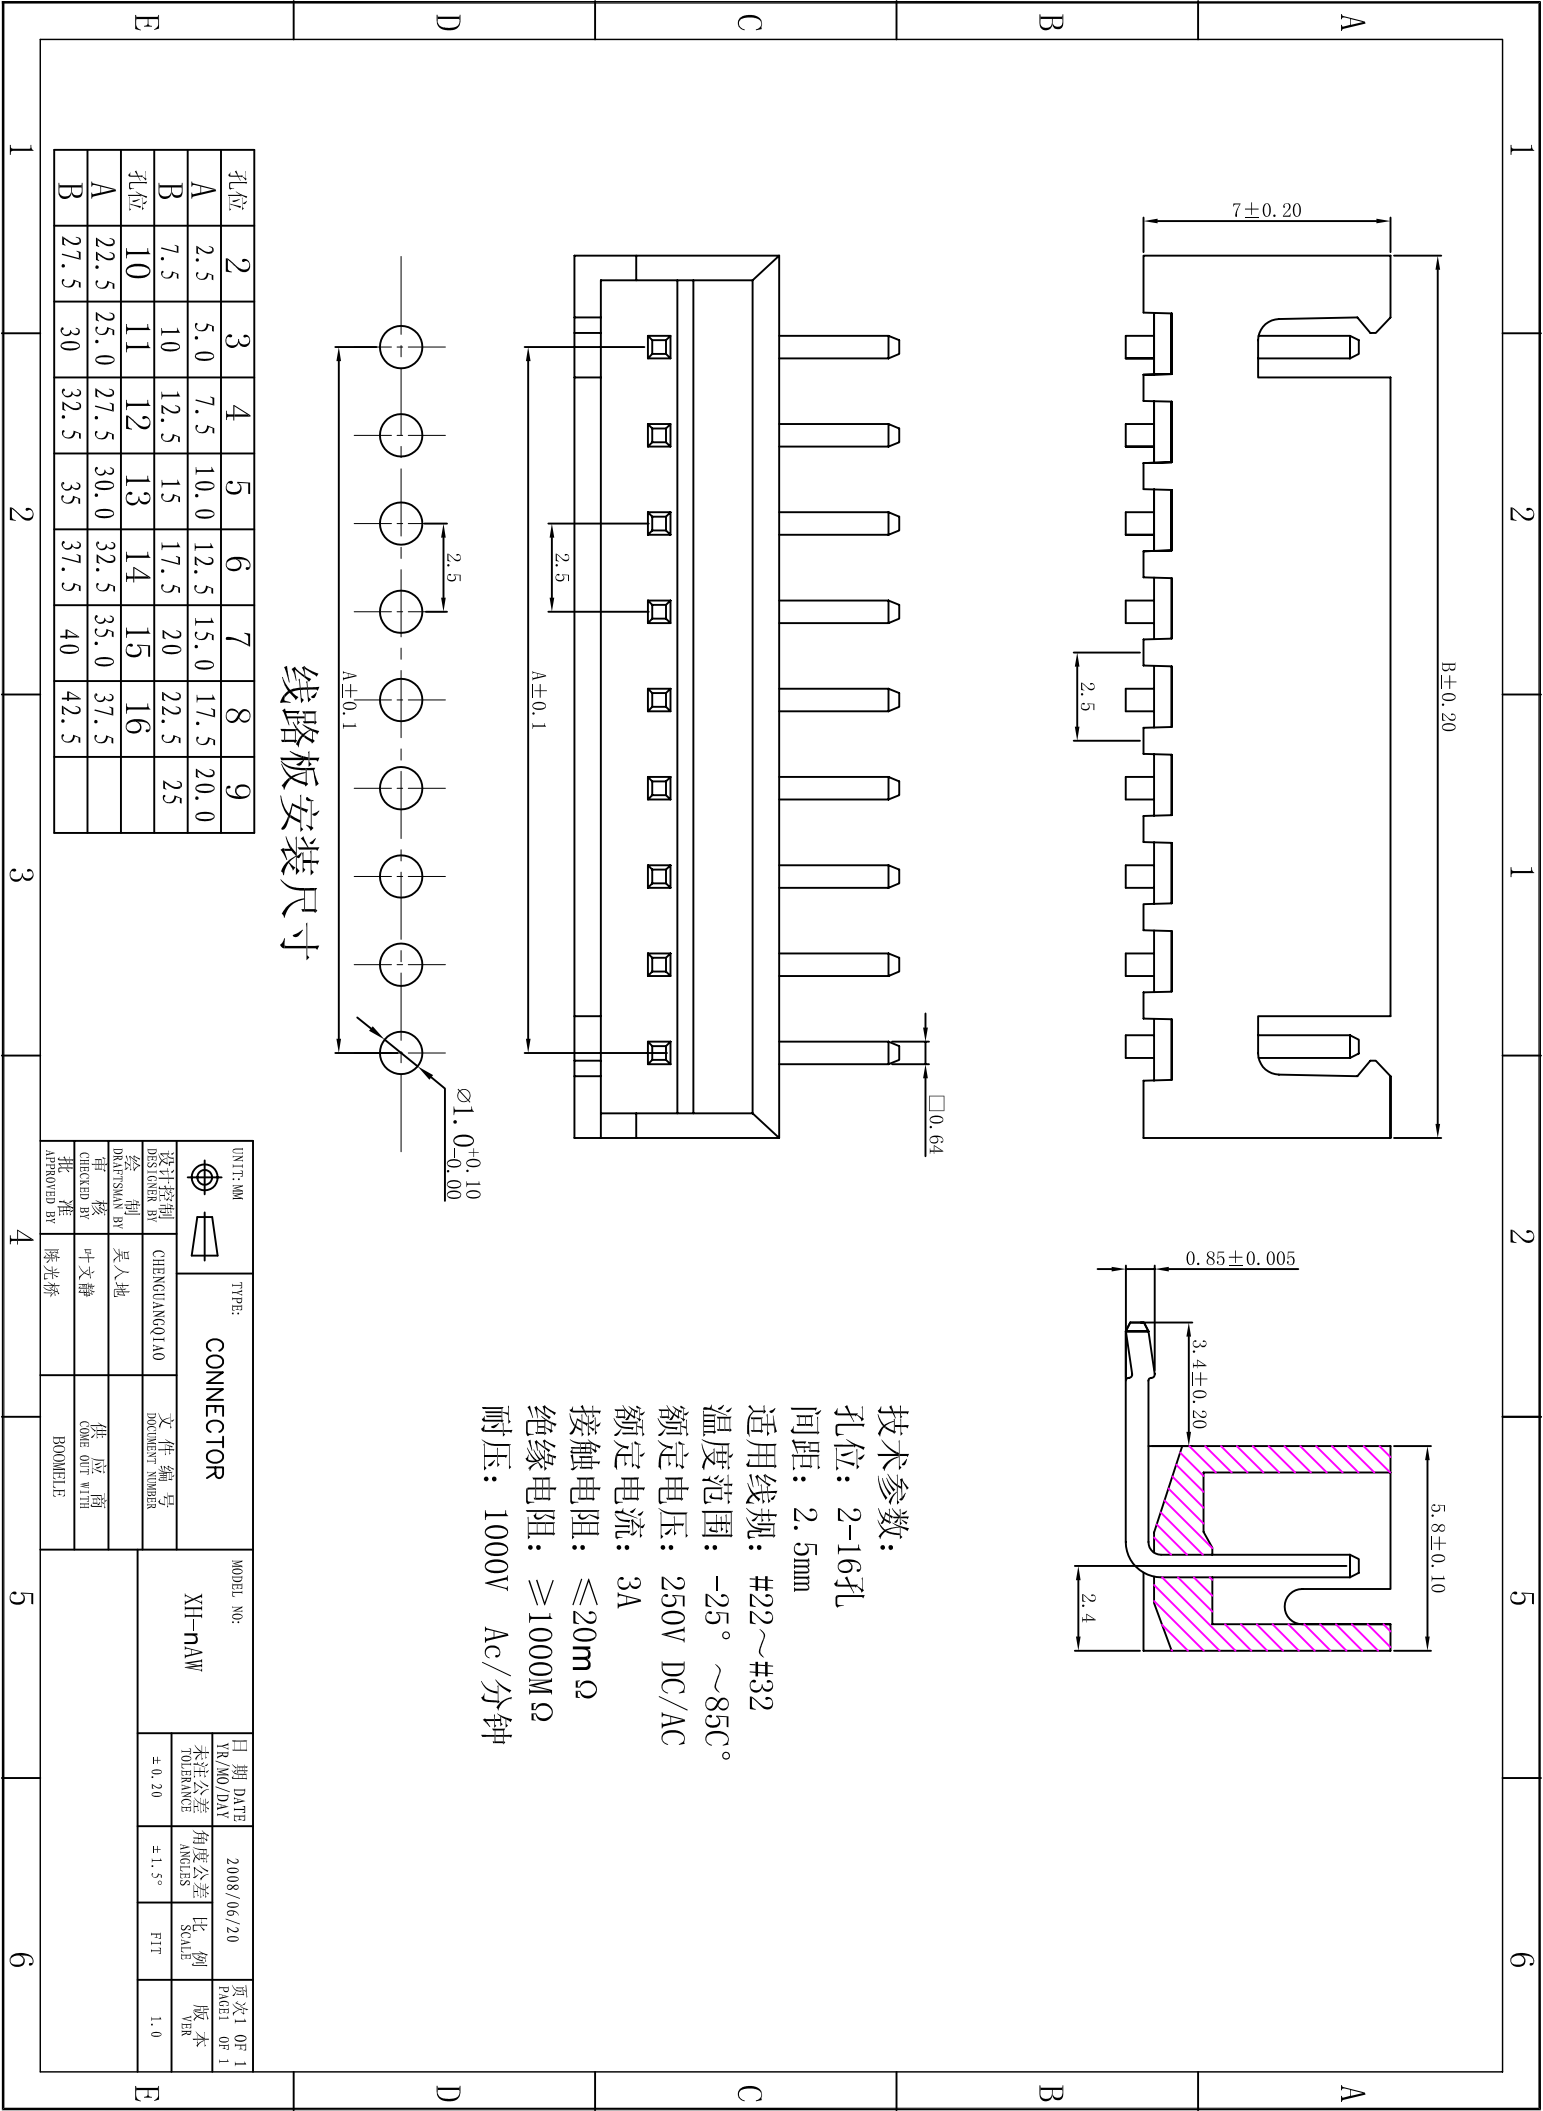 1 2 1 2 5 6
A B C D E
A B C D E
1 2 3 4 5 6
B±0.20
7±0.20
2.5
5.8±0.10
3.4±0.20
0.85±0.005
2.4
□0.64
A±0.1
2.5
2.5
A±0.1
∅1.0+0.10 -0.00
线路板安装尺寸
技术参数:
孔位: 2-16孔
间距: 2.5mm
适用线规: #22～#32
温度范围: -25° ～85C°
额定电压: 250V DC/AC
额定电流: 3A
接触电阻: ≤20mΩ
绝缘电阻: ≥1000MΩ
耐压: 1000V Ac/分钟
孔位 2 3 4 5 6 7 8 9
A 2.5 5.0 7.5 10.0 12.5 15.0 17.5 20.0
B 7.5 10 12.5 15 17.5 20 22.5 25
孔位 10 11 12 13 14 15 16
A 22.5 25.0 27.5 30.0 32.5 35.0 37.5
B 27.5 30 32.5 35 37.5 40 42.5
UNIT:MM
TYPE:
CONNECTOR
MODEL NO:
XH-nAW
日 期 DATE
YR/MO/DAY
2008/06/20
页次1 OF 1
PAGE1 OF 1
设计控制
DESIGNER BY
CHENGUANGQIAO
文 件 编 号
DOCUMENT NUMBER
未注公差
TOLERANCE
角度公差
ANGLES
比 例
SCALE
版 本
VER
绘 制
DRAFTSMAN BY
吴人地
供 应 商
COME OUT WITH
±0.20
±1.5°
FIT
1.0
审 核
CHECKED BY
叶文静
批 准
APPROVED BY
陈光桥
BOOMELE